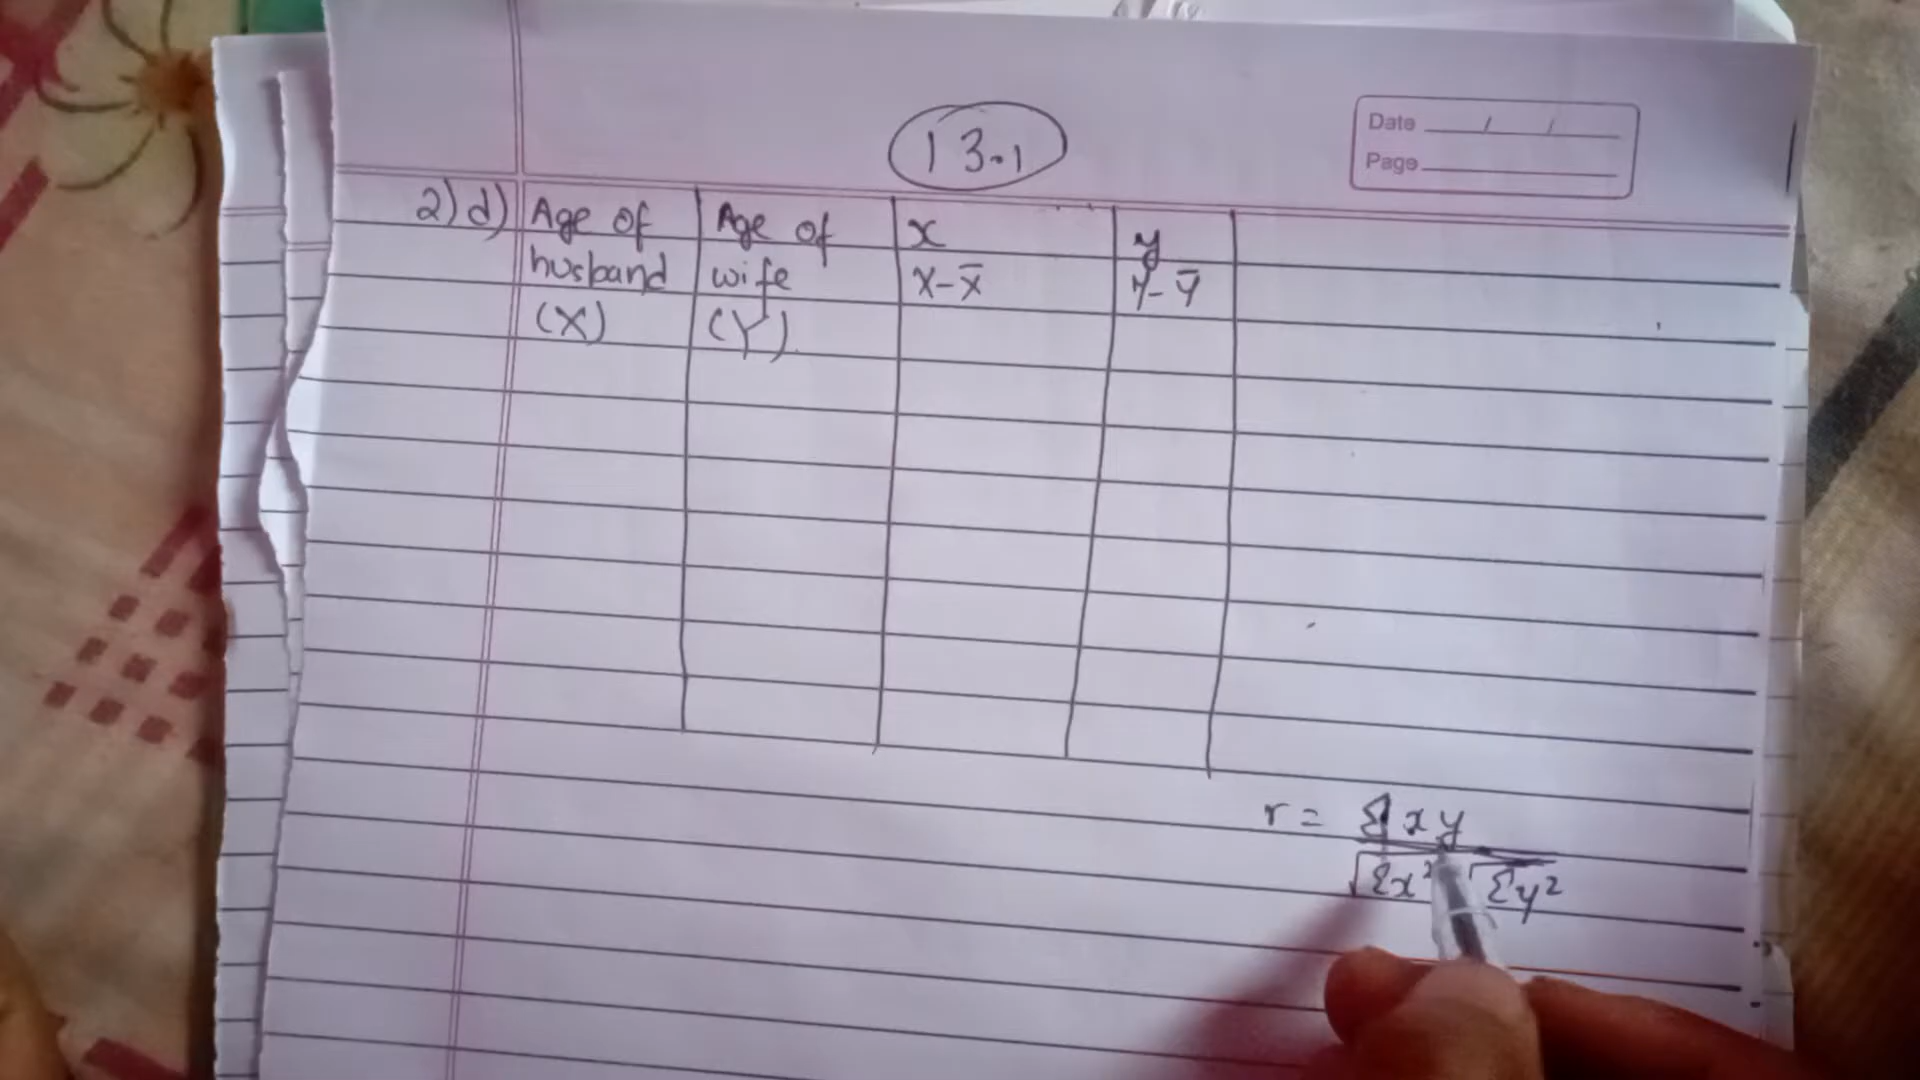 13.1
Date / /
Page
2) d) Age of husband (X) | Age of wife (Y) | x X-X̄ | y Y-Ȳ
r = Σxy
√Σx² √Σy²